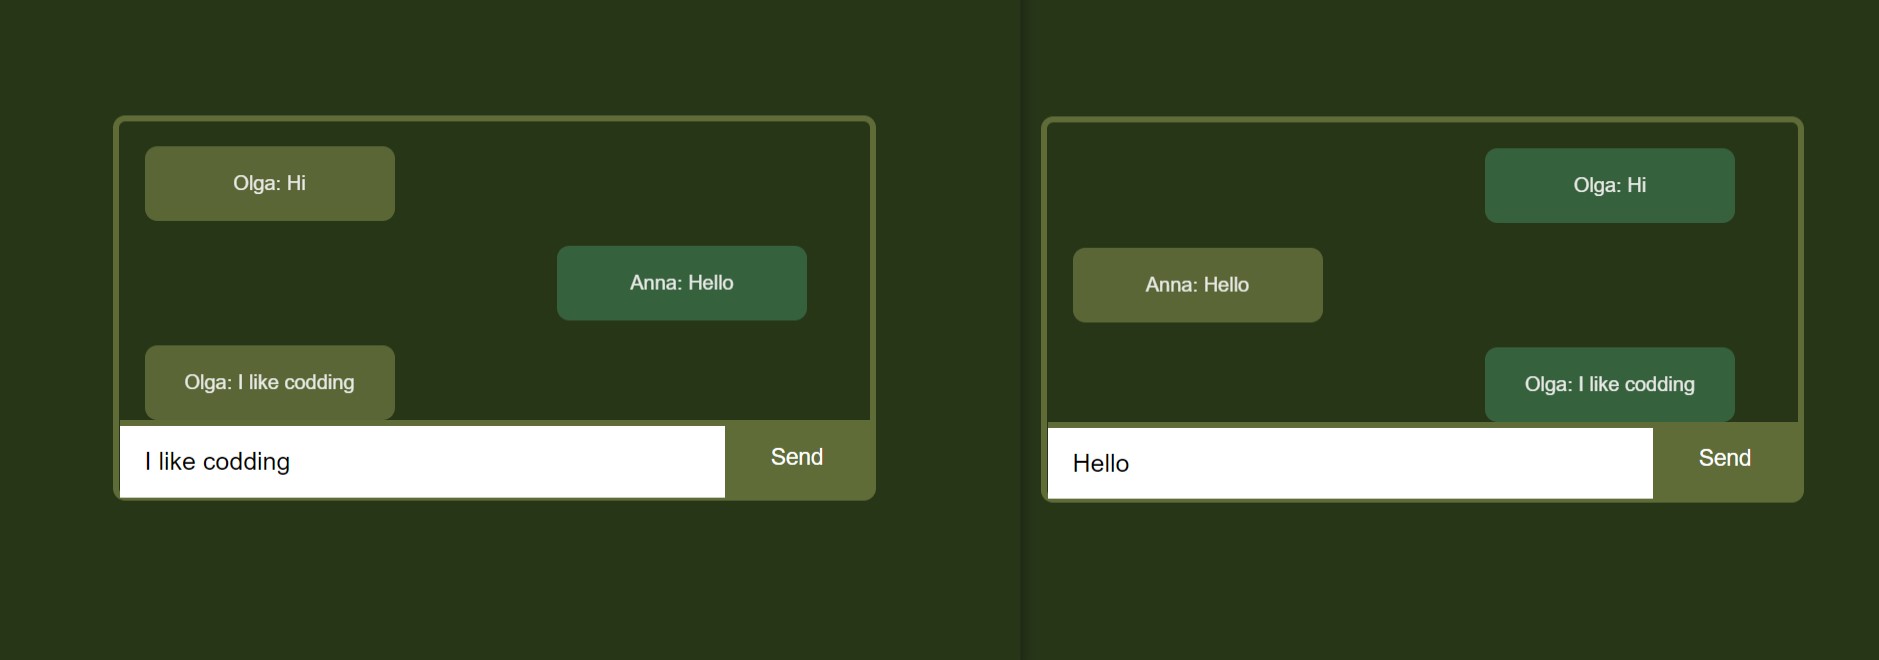 Olga: Hi
Anna: Hello
Olga: I like codding
I like codding
Send
Olga: Hi
Anna: Hello
Olga: I like codding
Hello
Send